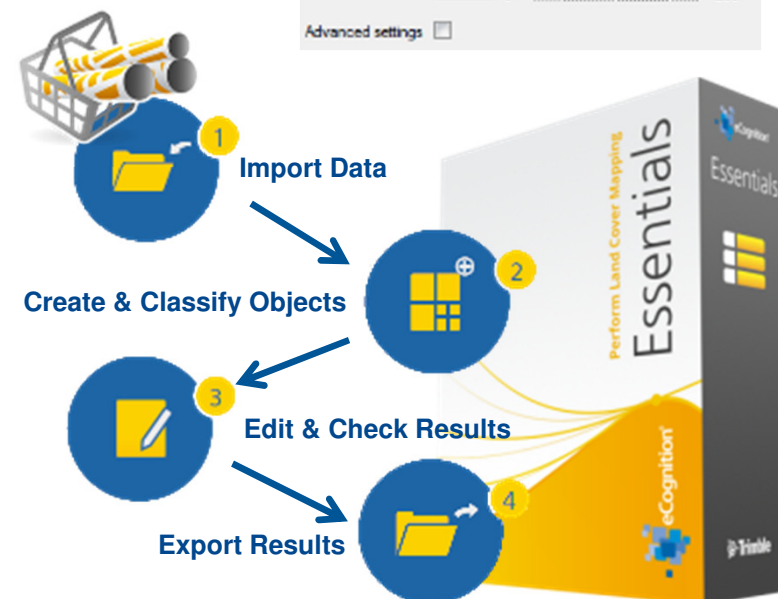 Advanced settings
1
Import Data
2
Create & Classify Objects
3
Edit & Check Results
4
Export Results
Perform Land Cover Mapping
Essentials
eCognition
eCognition
Essentials
Trimble